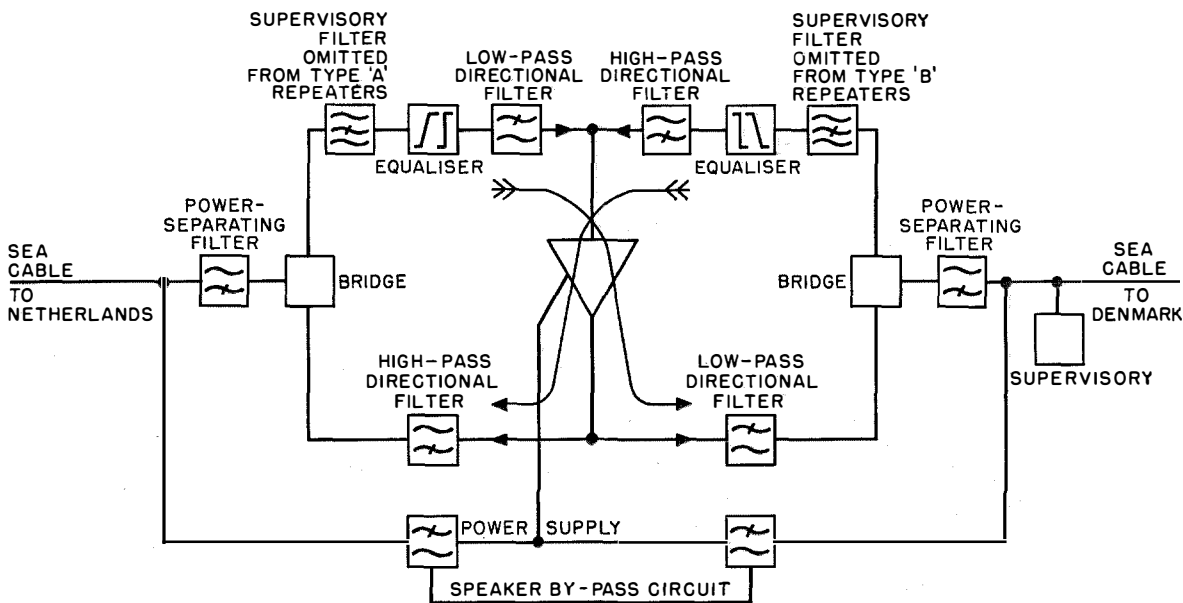 SUPERVISORY
FILTER
OMITTED
FROM TYPE 'A'
REPEATERS
LOW-PASS
DIRECTIONAL
FILTER
HIGH-PASS
DIRECTIONAL
FILTER
SUPERVISORY
FILTER
OMITTED
FROM TYPE 'B'
REPEATERS
EQUALISER
EQUALISER
POWER-
SEPARATING
FILTER
POWER-
SEPARATING
FILTER
SEA
CABLE
TO
NETHERLANDS
BRIDGE
BRIDGE
SEA
CABLE
TO
DENMARK
HIGH-PASS
DIRECTIONAL
FILTER
LOW-PASS
DIRECTIONAL
FILTER
SUPERVISORY
POWER SUPPLY
SPEAKER BY-PASS CIRCUIT